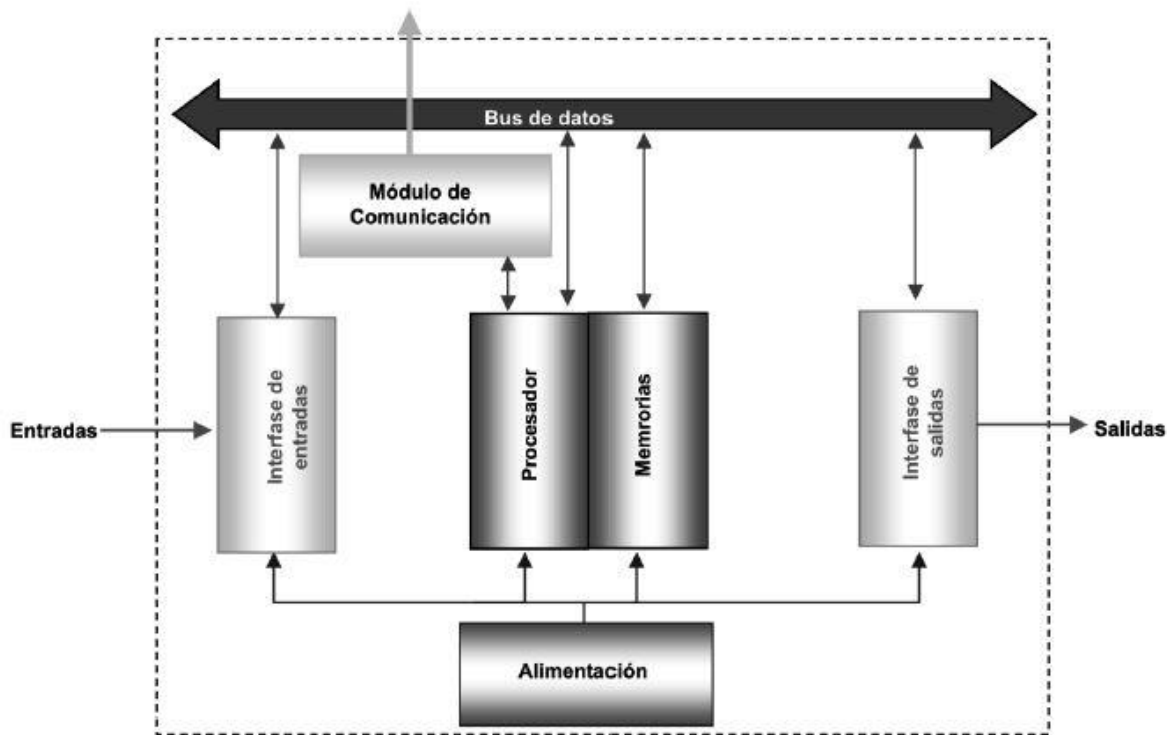 Bus de datos
Módulo de
Comunicación
Interfase de
entradas
Procesador
Memrorias
Interfase de
salidas
Entradas
Salidas
Alimentación